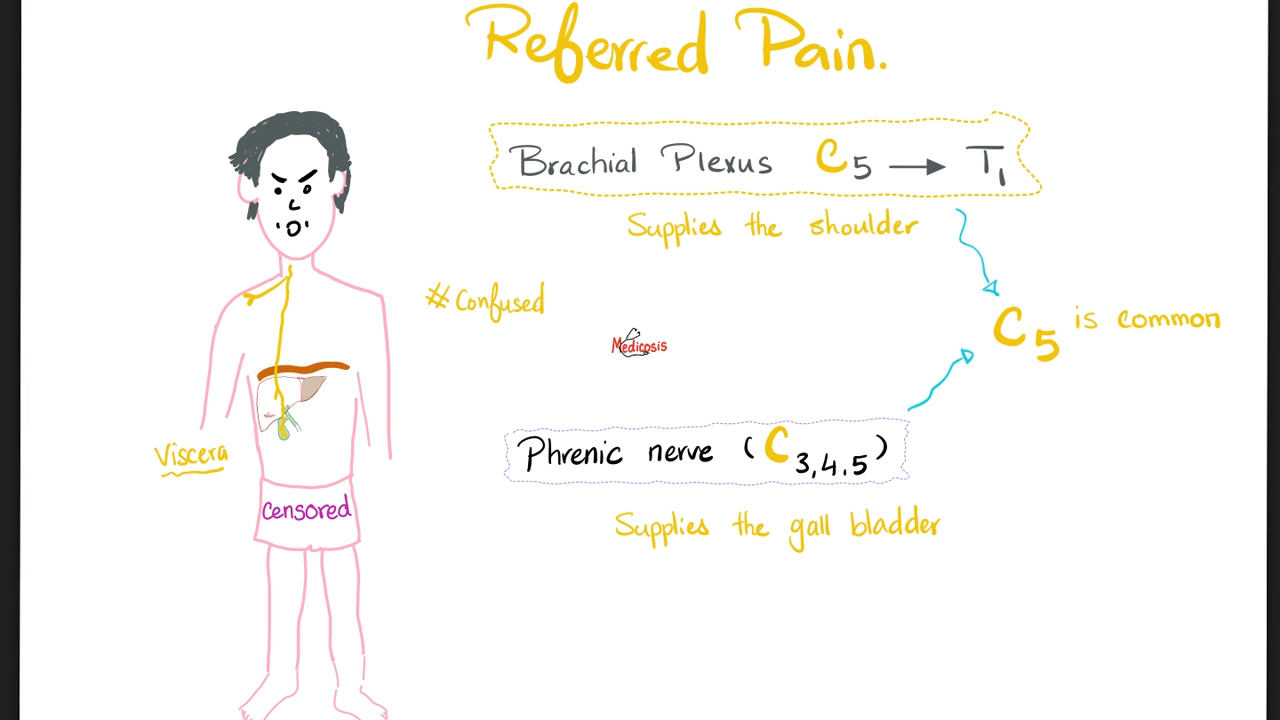 Referred Pain.
Brachial Plexus C5 → T1
Supplies the shoulder
#Confused
C5 is common
Medicosis
Phrenic nerve (C3,4.5)
Viscera
Censored
Supplies the gall bladder